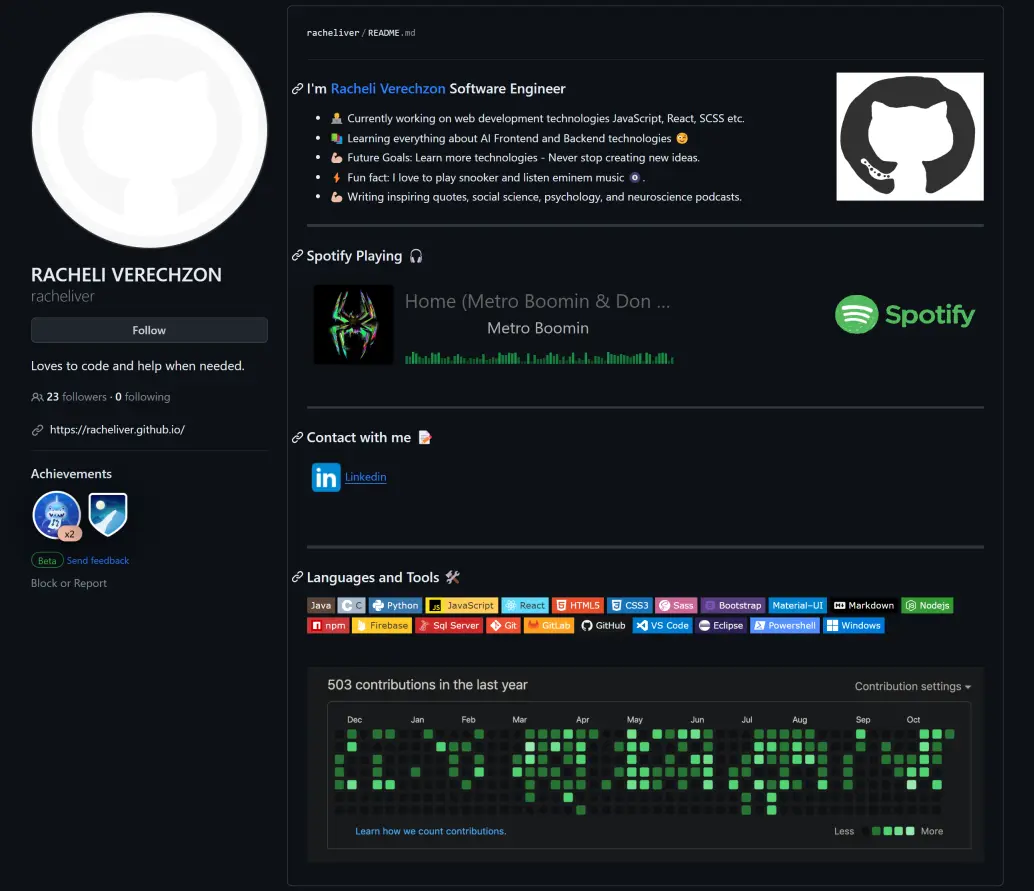 RACHELI VERECHZON
racheliver
Follow
Loves to code and help when needed.
23 followers · 0 following
https://racheliver.github.io/
Achievements
x2
Beta Send feedback
Block or Report
racheliver/README.md
I'm Racheli Verechzon Software Engineer
Currently working on web development technologies JavaScript, React, SCSS etc.
Learning everything about AI Frontend and Backend technologies
Future Goals: Learn more technologies - Never stop creating new ideas.
Fun fact: I love to play snooker and listen eminem music .
Writing inspiring quotes, social science, psychology, and neuroscience podcasts.
Spotify Playing
Home (Metro Boomin & Don ...
Metro Boomin
Spotify
Contact with me
in Linkedin
Languages and Tools
Java C C Python JS JavaScript React HTML5 CSS3 Sass Bootstrap Material-UI Markdown Nodejs
npm Firebase Sql Server Git GitLab GitHub VS Code Eclipse Powershell Windows
503 contributions in the last year
Contribution settings
Dec Jan Feb Mar Apr May Jun Jul Aug Sep Oct
Learn how we count contributions.
Less More